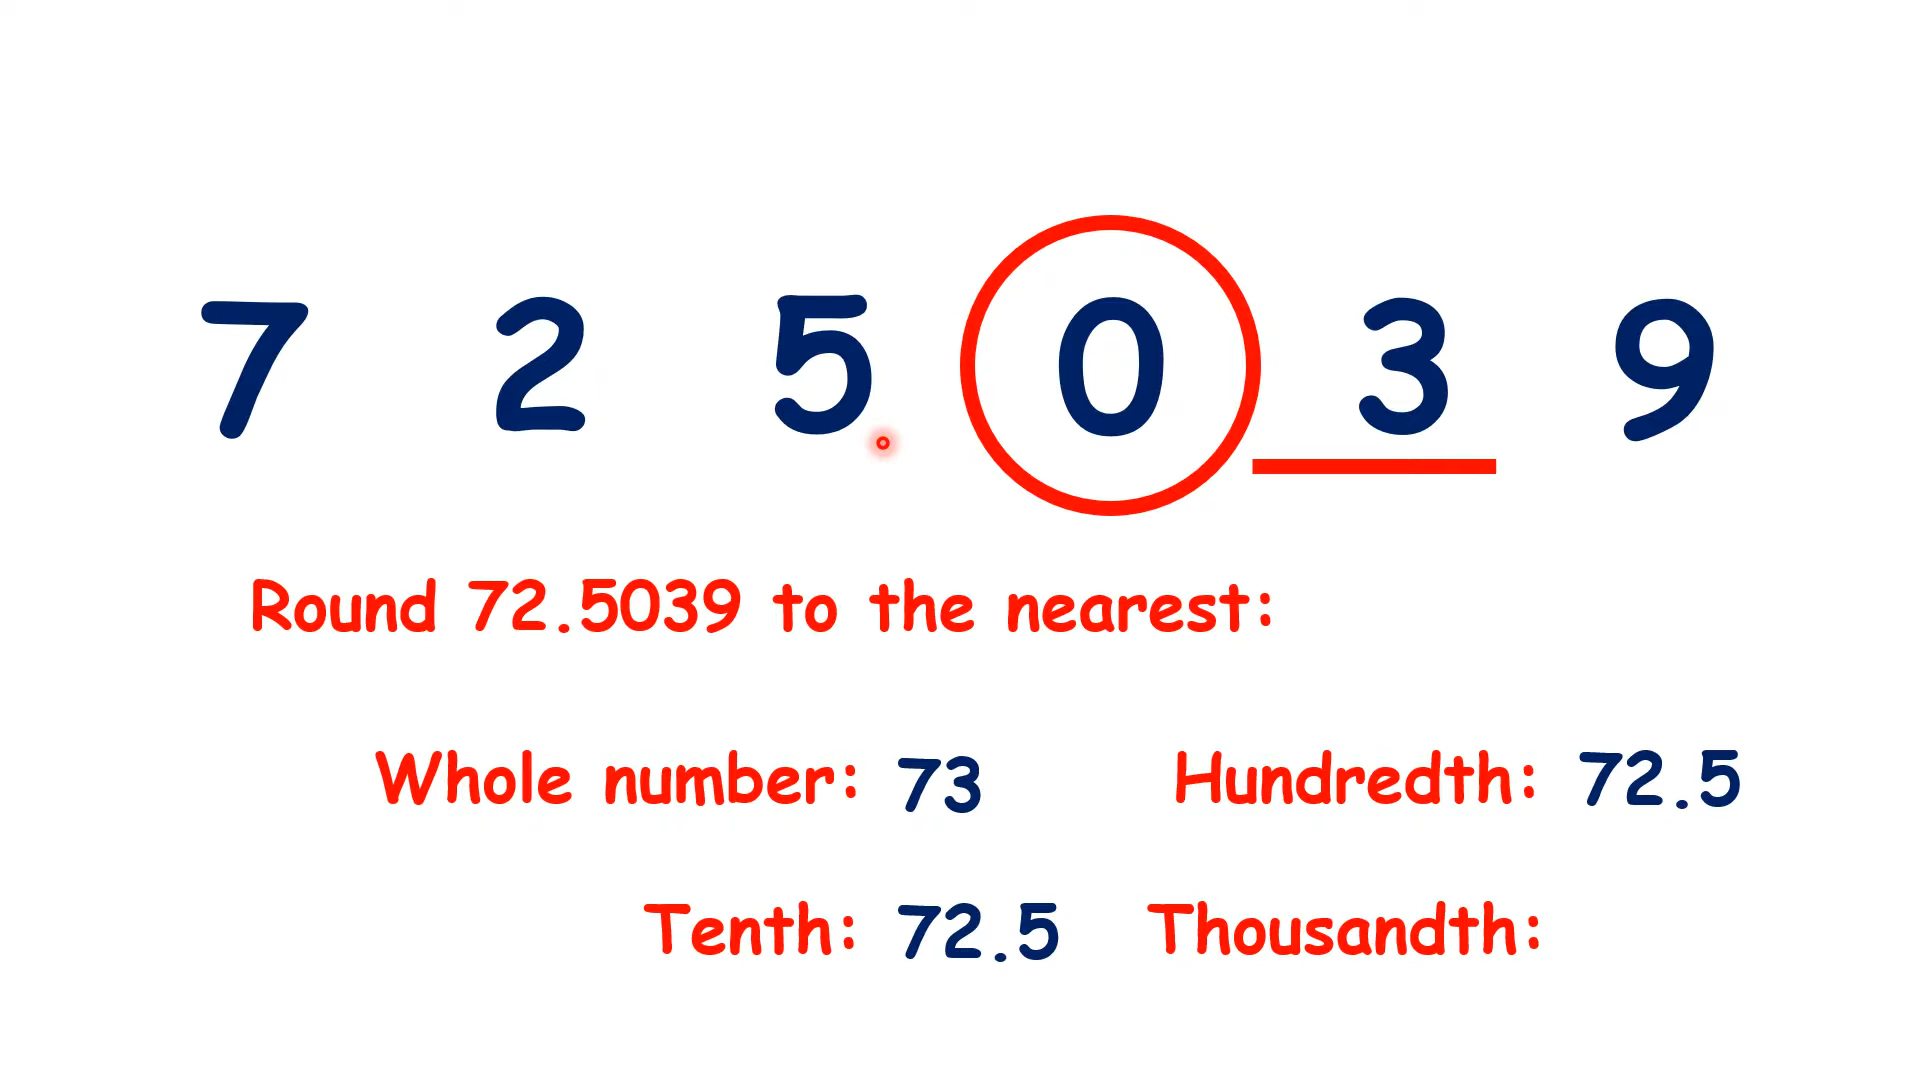 7 2 5 0 3 9
Round 72.5039 to the nearest:
Whole number: 73 Hundredth: 72.5
Tenth: 72.5 Thousandth: